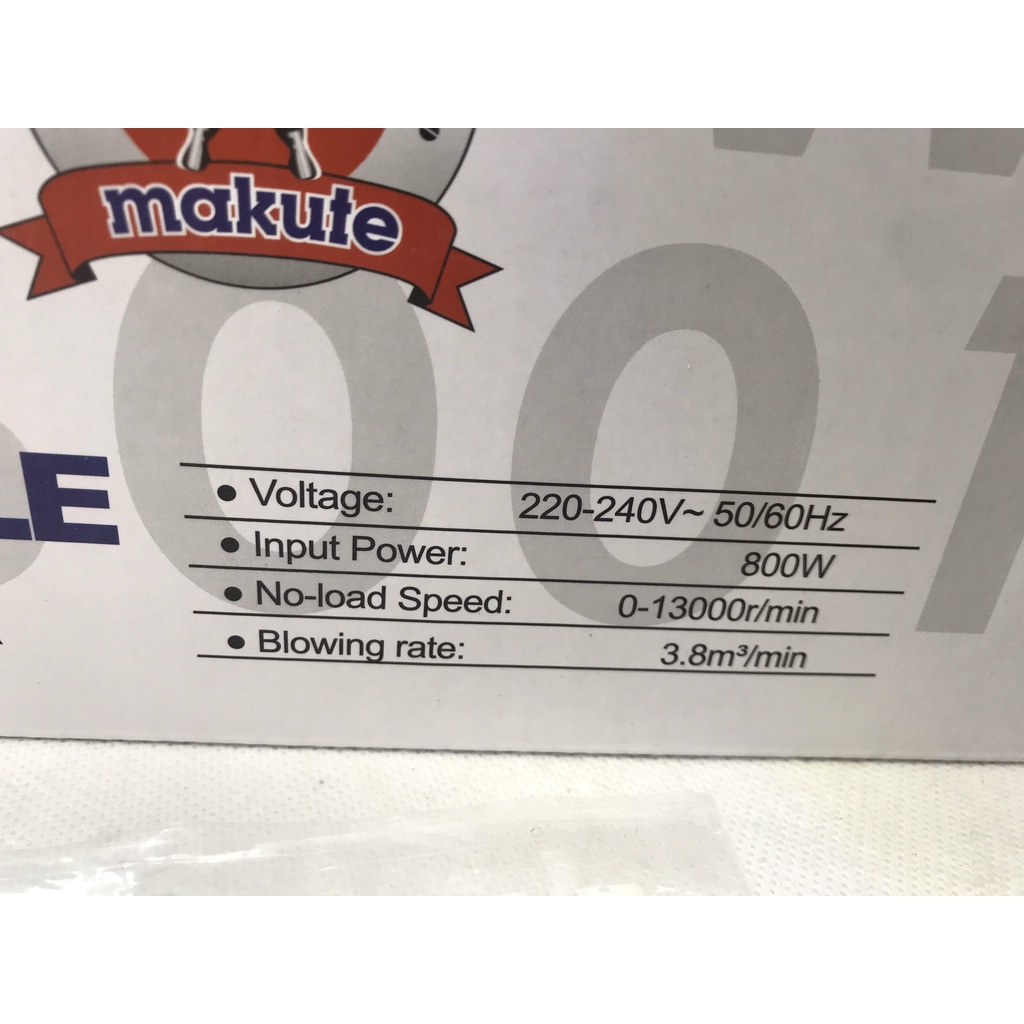 makute
LE
• Voltage: 220-240V~ 50/60Hz
• Input Power: 800W
• No-load Speed: 0-13000r/min
• Blowing rate: 3.8m³/min